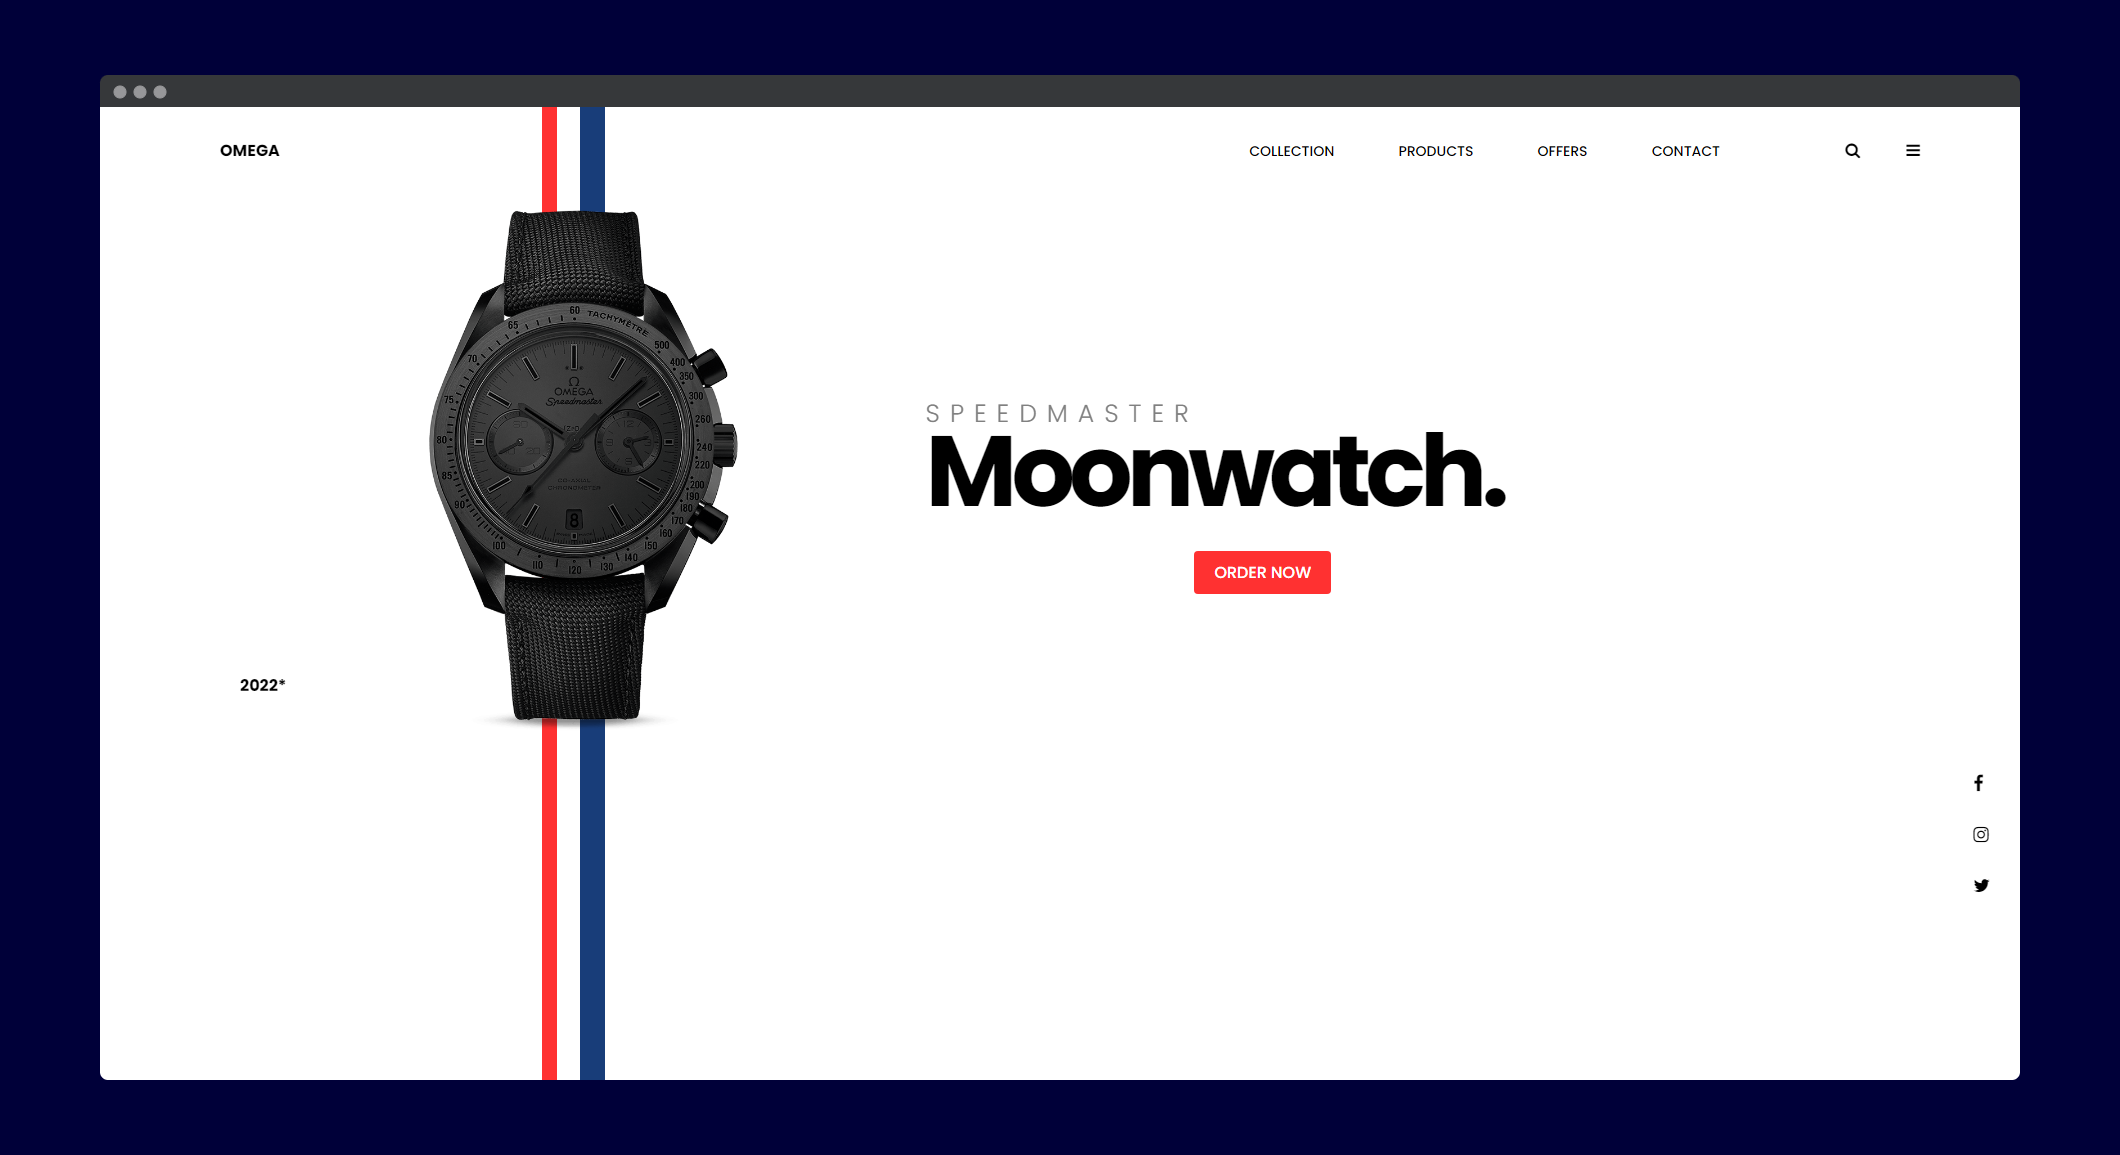 OMEGA
COLLECTION PRODUCTS OFFERS CONTACT
60 TACHYMÈTRE
65
500
70
400
350
75
300
260
80
240
220
85
200
90
190
180
170
160
100
150
140
110
120
130
OMEGA
Speedmaster
CO-AXIAL
CHRONOMETER
8
SPEEDMASTER
Moonwatch.
ORDER NOW
2022*